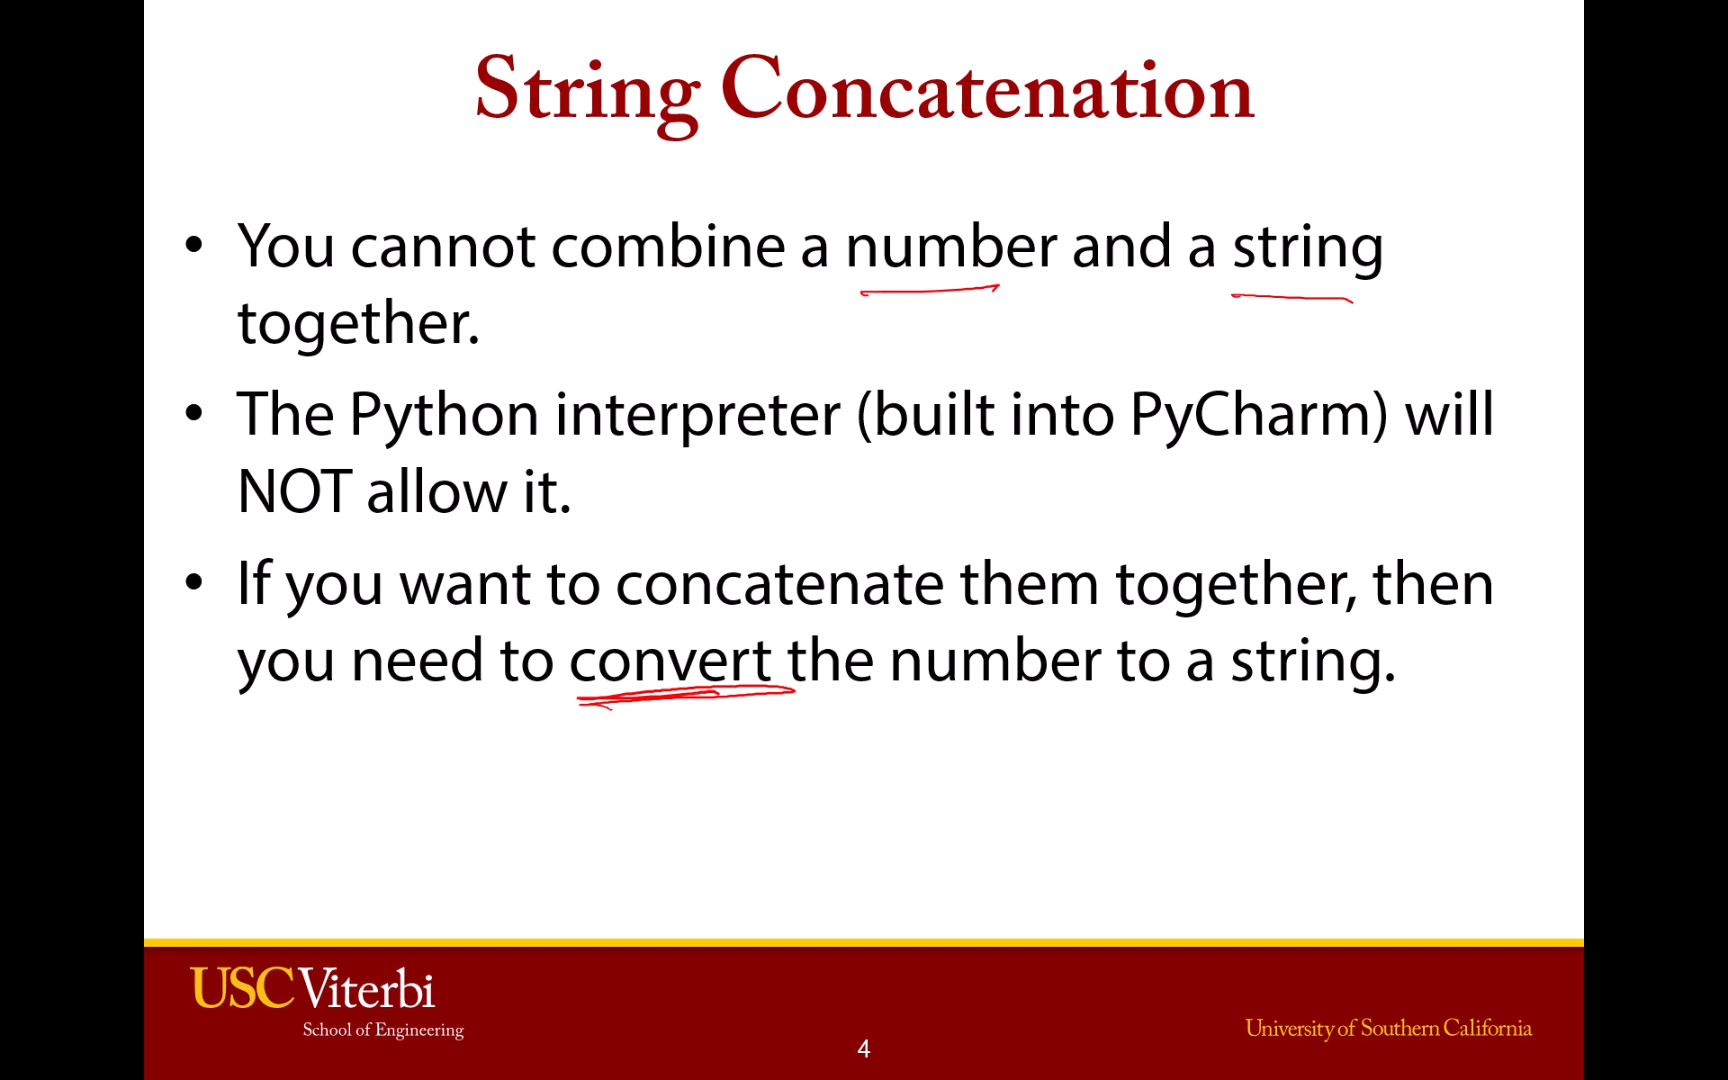 String Concatenation
• You cannot combine a number and a string
together.
• The Python interpreter (built into PyCharm) will
NOT allow it.
• If you want to concatenate them together, then
you need to convert the number to a string.
USC Viterbi
School of Engineering
University of Southern California
4